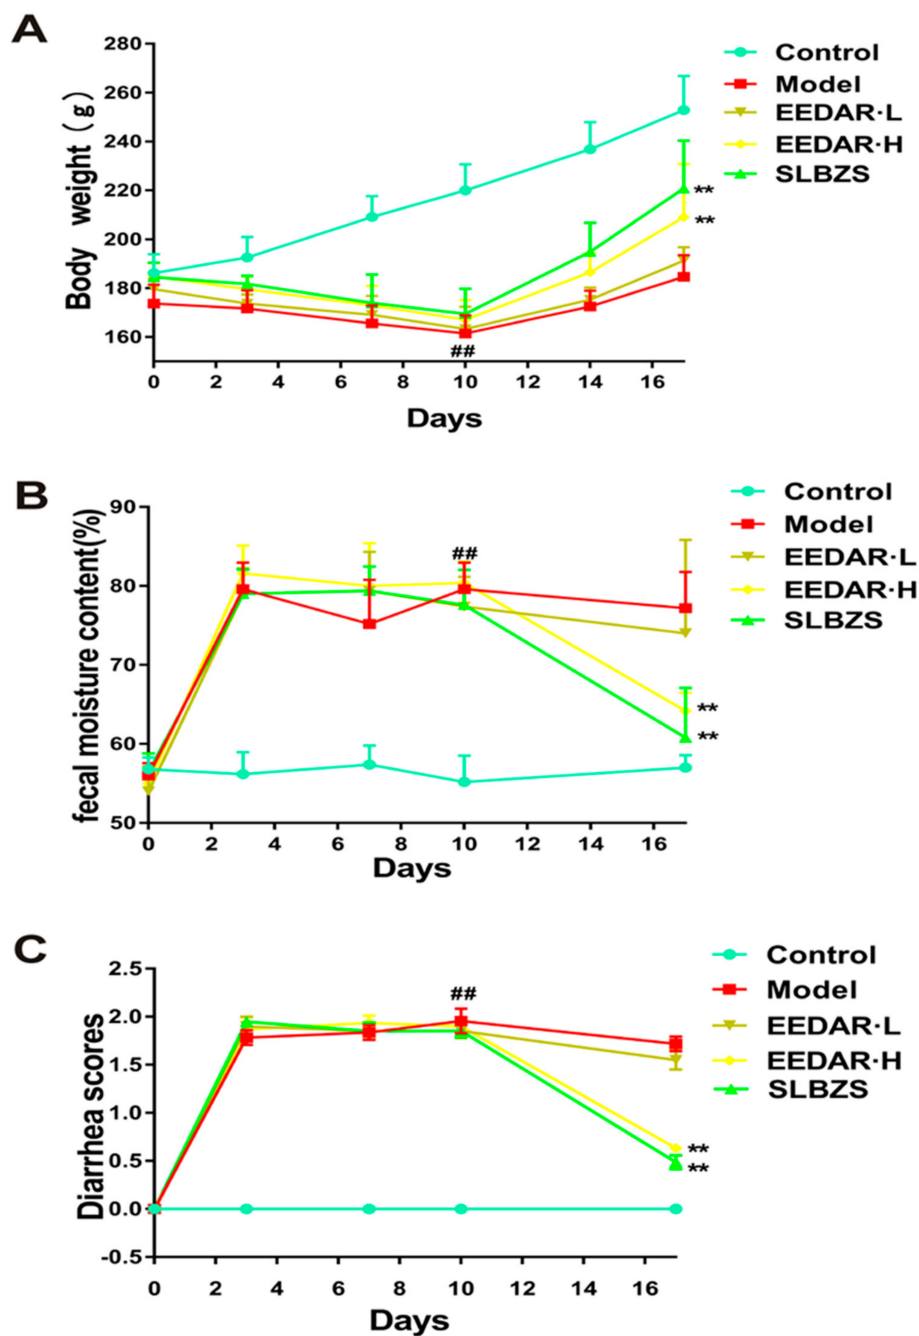 A
280
260
240
220
200
180
160
Body weight (g)
0 2 4 6 8 10 12 14 16
Days
##
**
**
Control
Model
EEDAR·L
EEDAR·H
SLBZS
B
90
80
70
60
50
fecal moisture content(%)
0 2 4 6 8 10 12 14 16
Days
##
**
**
Control
Model
EEDAR·L
EEDAR·H
SLBZS
C
2.5
2.0
1.5
1.0
0.5
0.0
-0.5
Diarrhea scores
0 2 4 6 8 10 12 14 16
Days
##
**
**
Control
Model
EEDAR·L
EEDAR·H
SLBZS